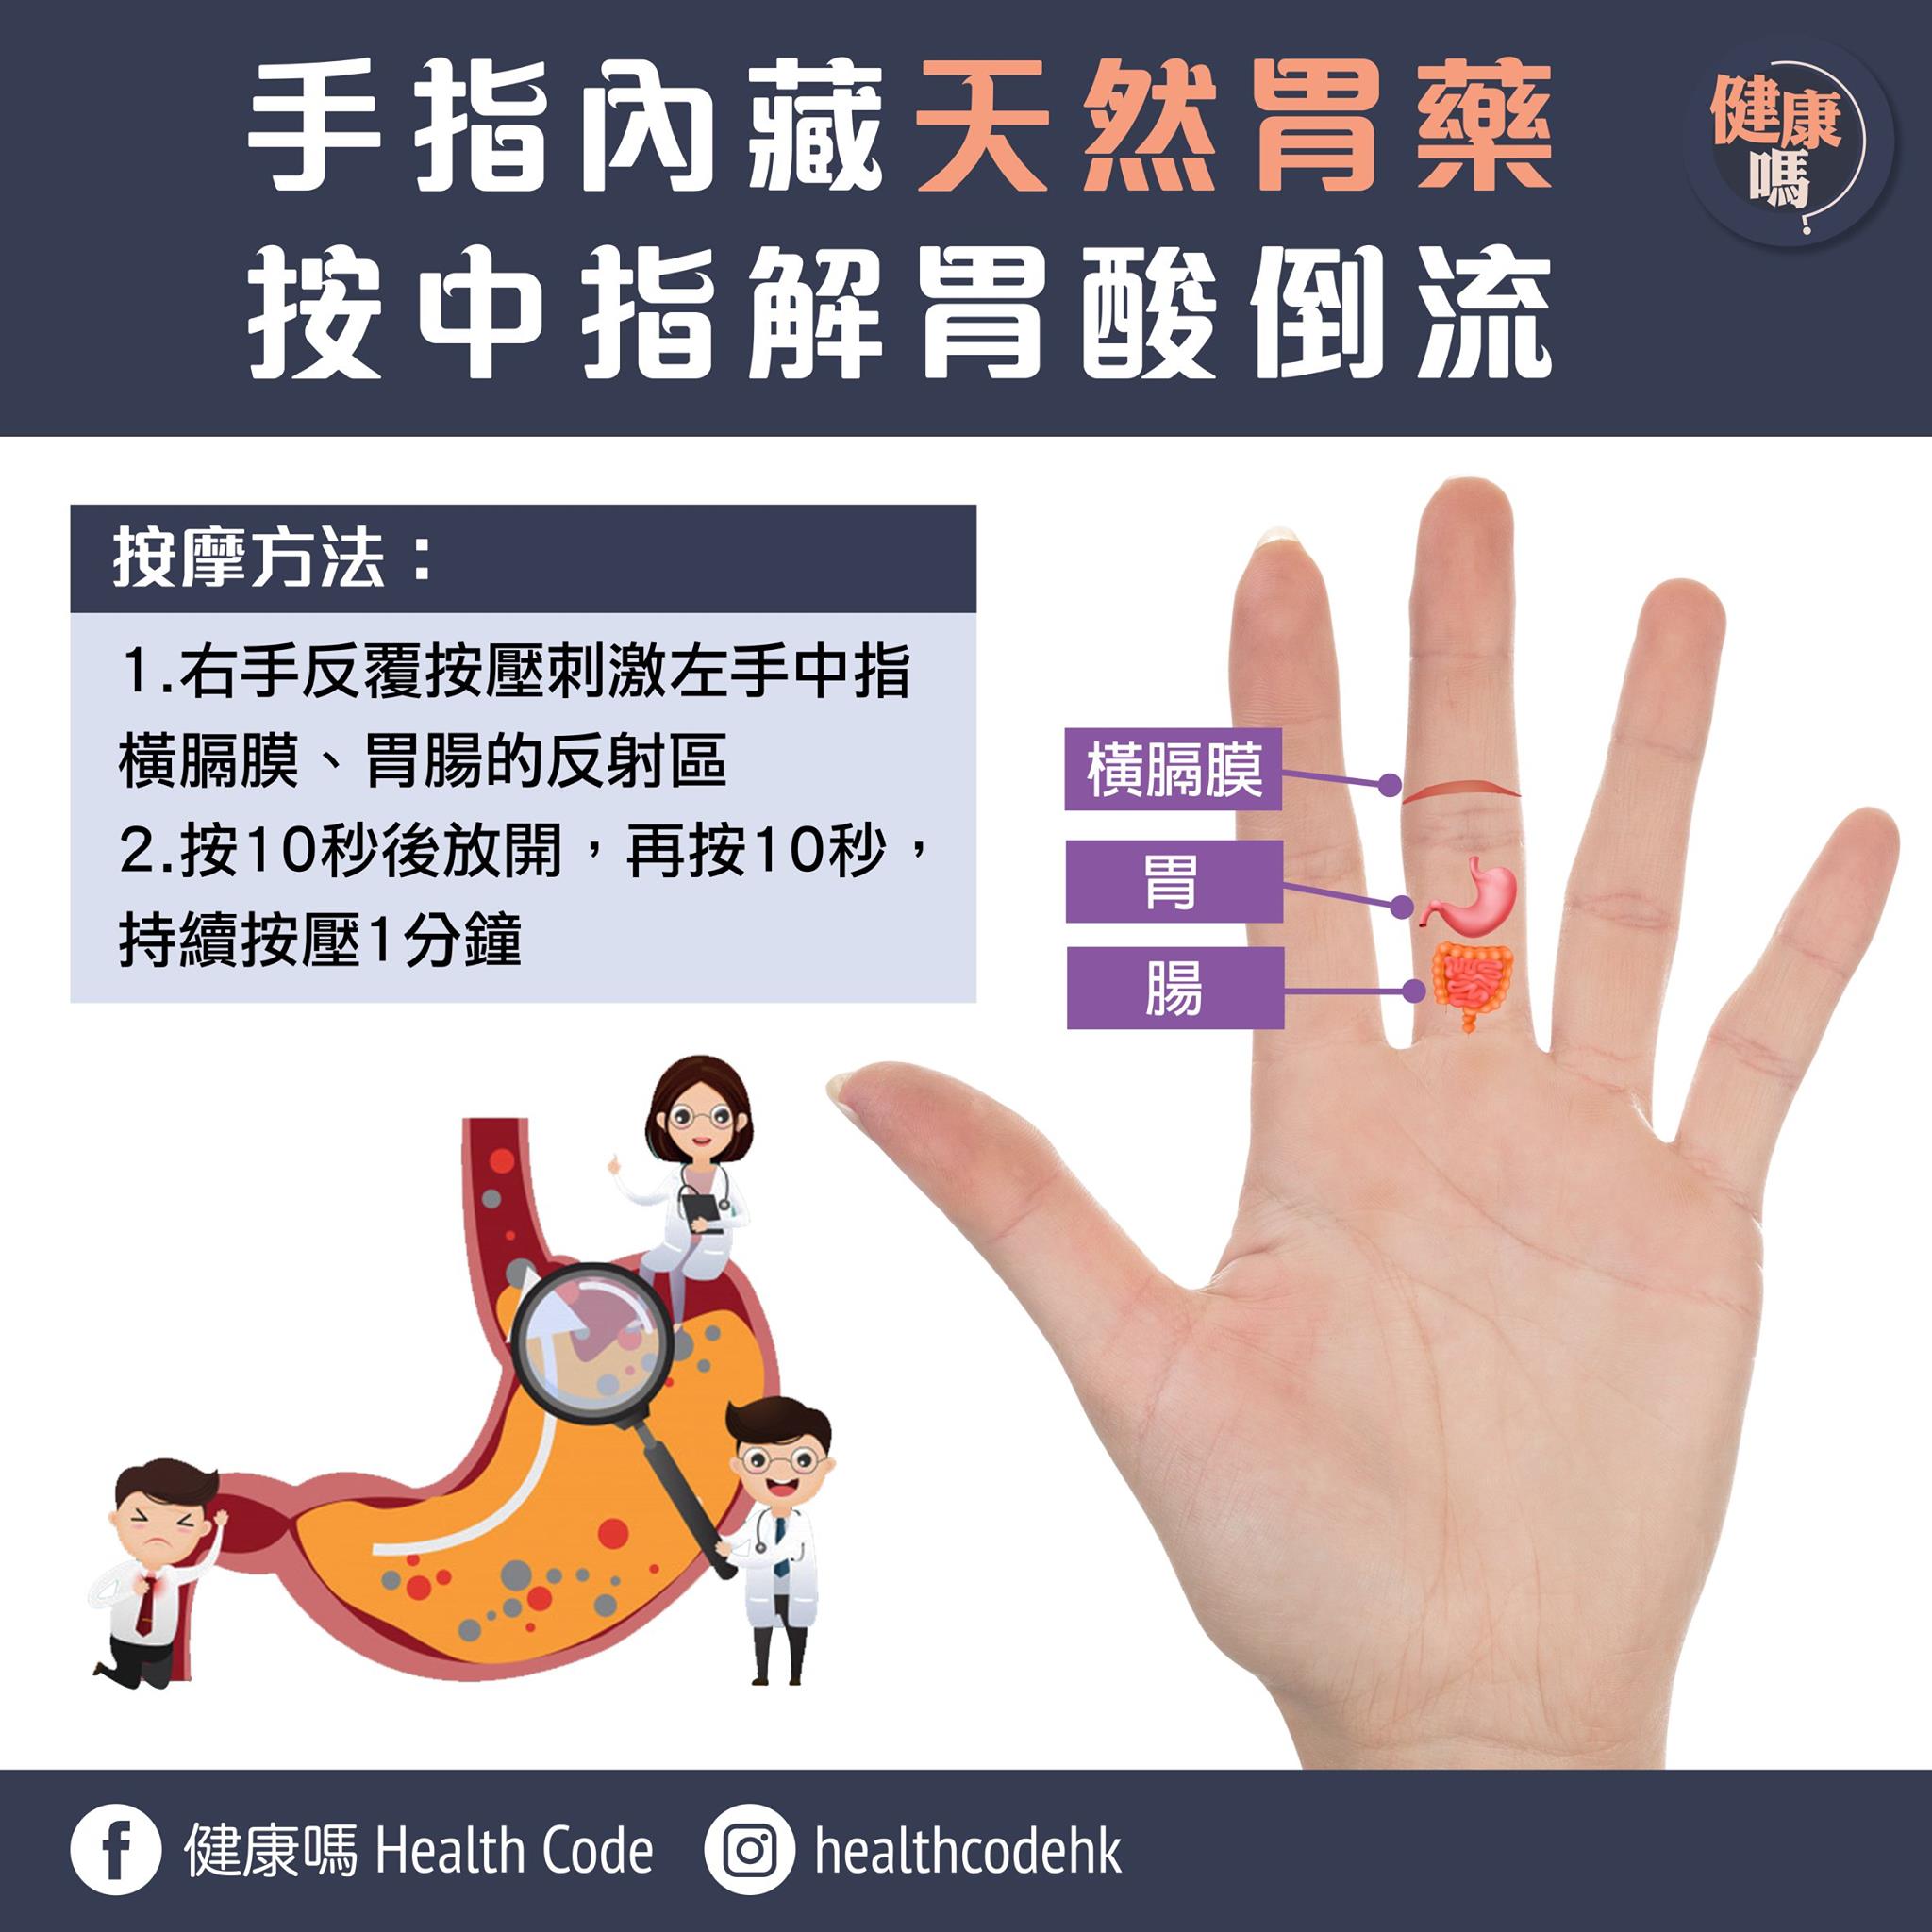 手指內藏天然胃藥
健康
嗎?
按中指解胃酸倒流
按摩方法：
1.右手反覆按壓刺激左手中指
橫膈膜、胃腸的反射區
2.按10秒後放開，再按10秒，
持續按壓1分鐘
橫膈膜
胃
腸
健康嗎 Health Code
healthcodehk